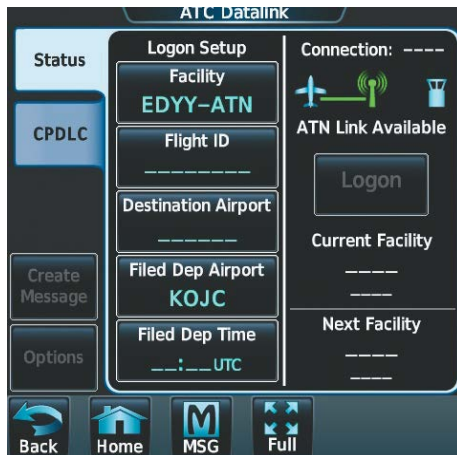 ATC Datalink
Status
CPDLC
Create
Message
Options
Logon Setup
Facility
EDYY-ATN
Flight ID
________
Destination Airport
______
Filed Dep Airport
KOJC
Filed Dep Time
__:__UTC
Connection: ----
ATN Link Available
Logon
Current Facility
----
----
Next Facility
----
----
Back
Home
M
MSG
Full